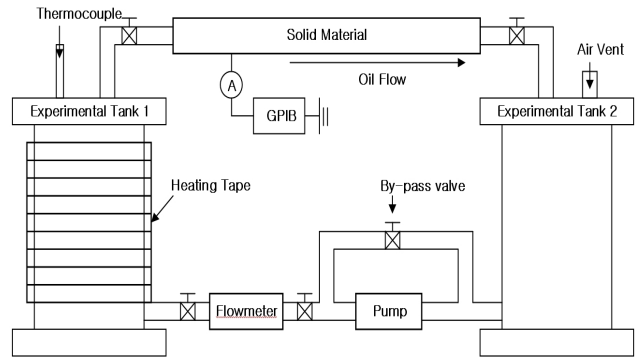 Thermocouple
Solid Material
Air Vent
Oil Flow
A
Experimental Tank 1
GPIB
Experimental Tank 2
Heating Tape
By-pass valve
Flowmeter
Pump